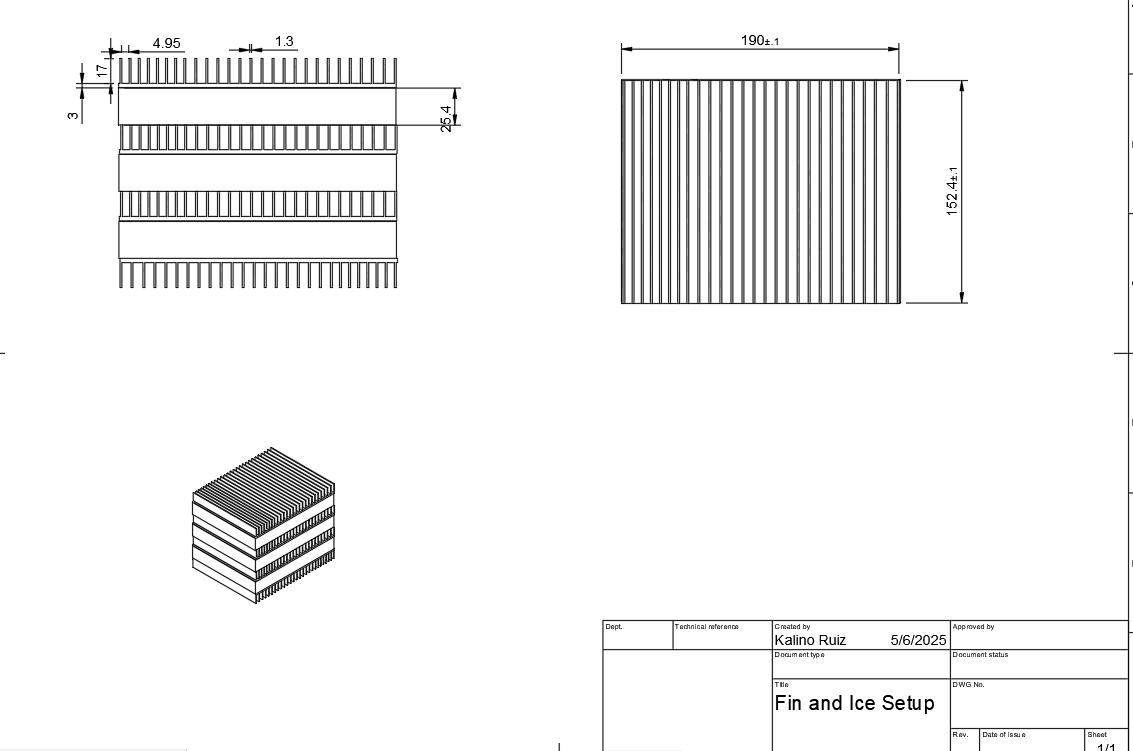 4.95
1.3
17
3
25.4
190±.1
152.4±.1
Dept.
Technical reference
Created by
Approved by
Kalino Ruiz 5/6/2025
Document type
Document status
Title
DWG No.
Fin and Ice Setup
Rev.
Date of issue
Sheet
1/1